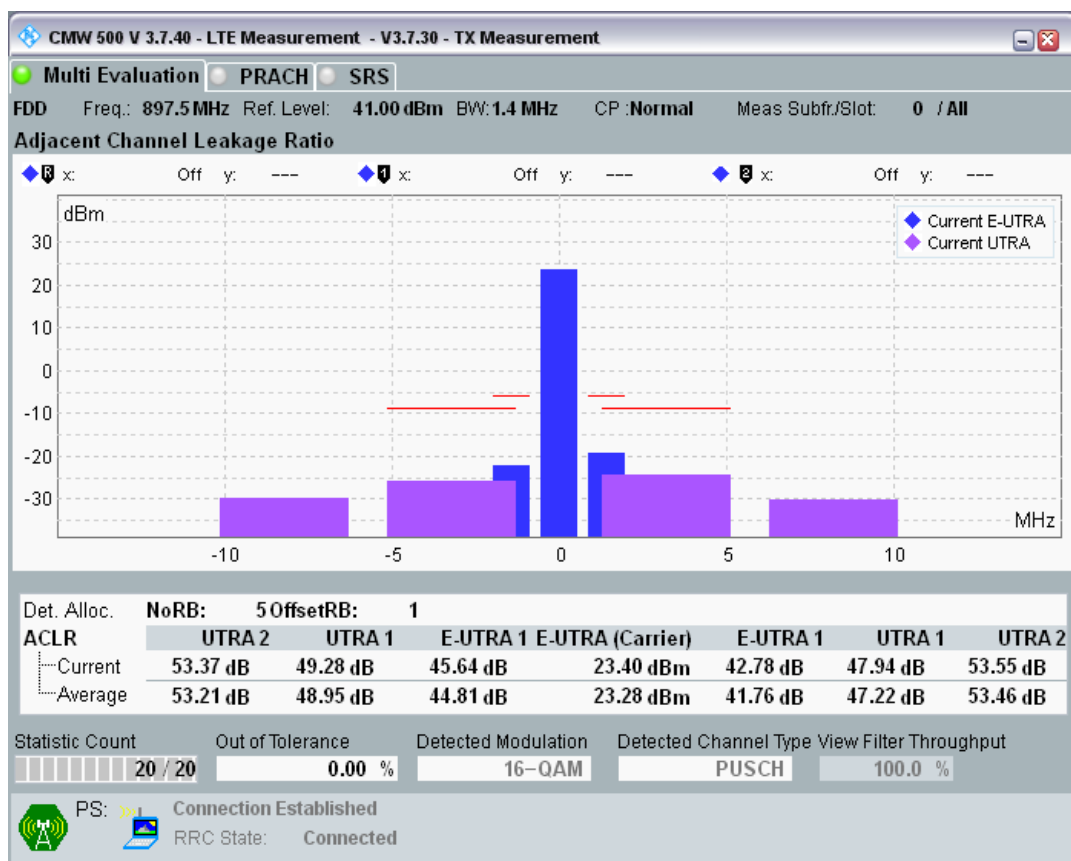 CMW 500 V 3.7.40 - LTE Measurement - V3.7.30 - TX Measurement
Multi Evaluation PRACH SRS
FDD Freq.: 897.5 MHz Ref. Level: 41.00 dBm BW: 1.4 MHz CP :Normal Meas Subfr./Slot: 0 / All
Adjacent Channel Leakage Ratio
R x: Off y: --- 1 x: Off y: --- 2 x: Off y: ---
dBm
Current E-UTRA
Current UTRA
30
20
10
0
-10
-20
-30
MHz
-10 -5 0 5 10
Det. Alloc. NoRB: 5 OffsetRB: 1
ACLR UTRA 2 UTRA 1 E-UTRA 1 E-UTRA (Carrier) E-UTRA 1 UTRA 1 UTRA 2
Current 53.37 dB 49.28 dB 45.64 dB 23.40 dBm 42.78 dB 47.94 dB 53.55 dB
Average 53.21 dB 48.95 dB 44.81 dB 23.28 dBm 41.76 dB 47.22 dB 53.46 dB
Statistic Count Out of Tolerance Detected Modulation Detected Channel Type View Filter Throughput
20 / 20 0.00 % 16-QAM PUSCH 100.0 %
PS: Connection Established
RRC State: Connected